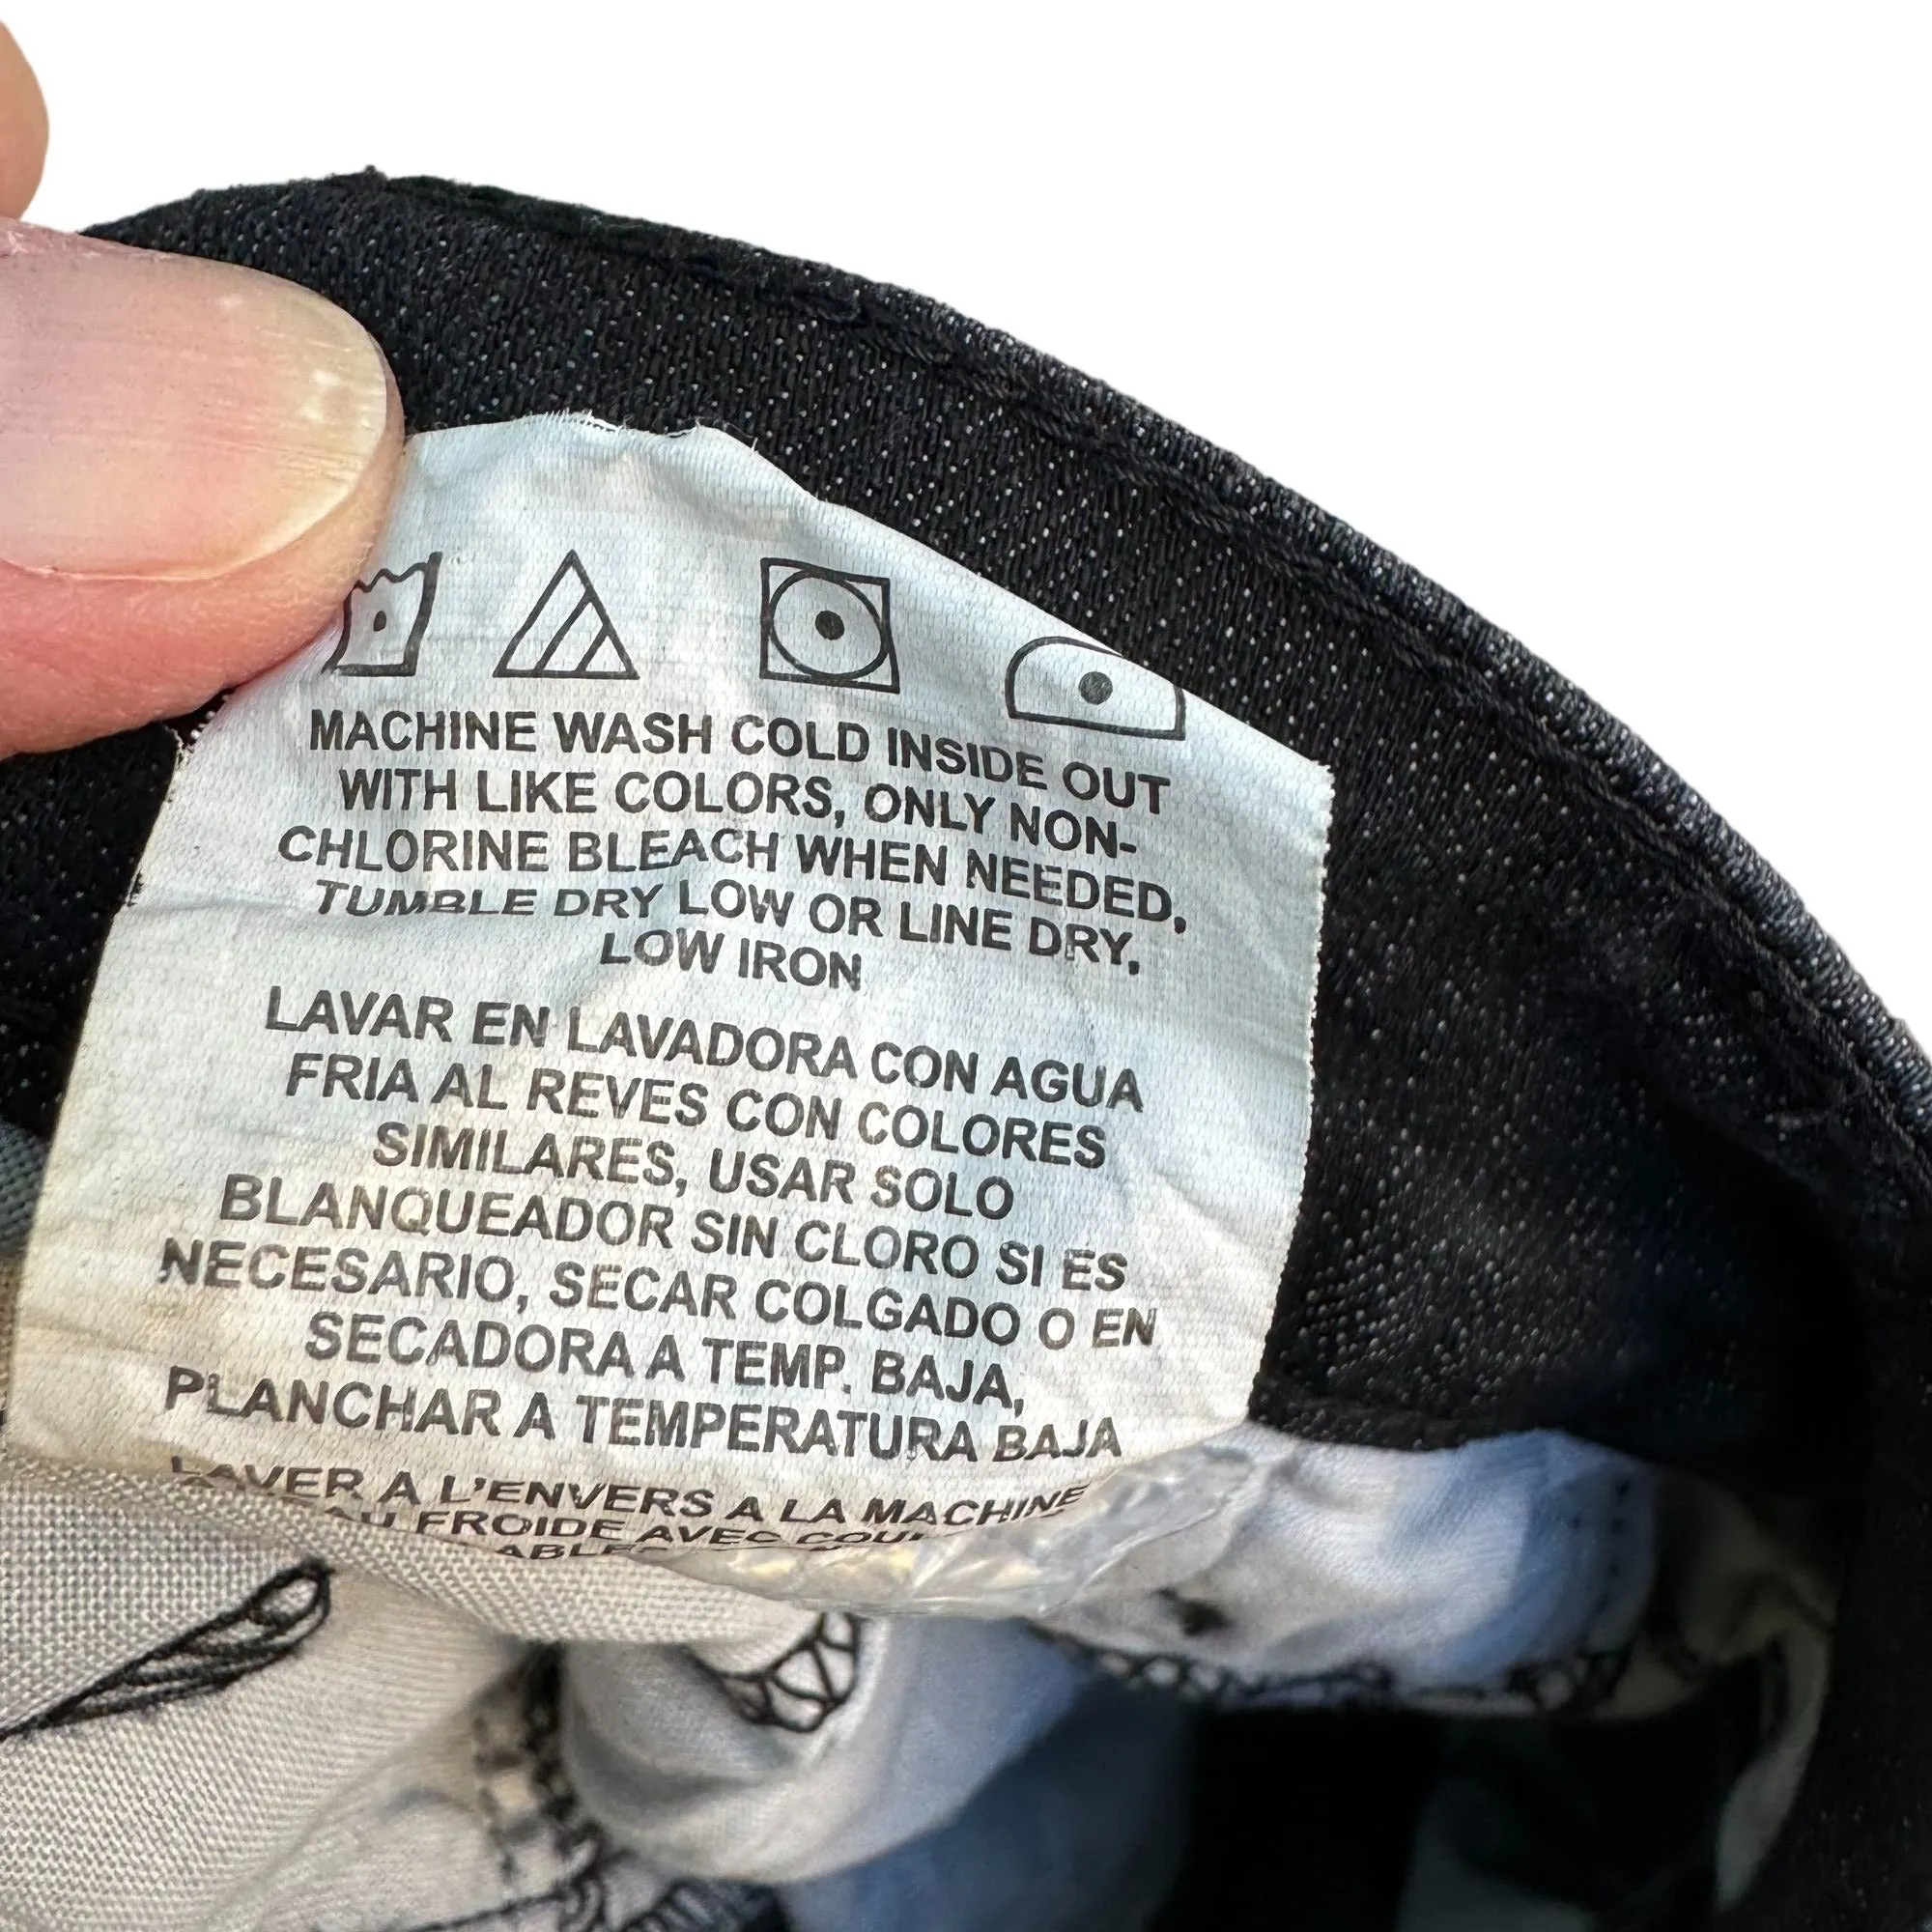 MACHINE WASH COLD INSIDE OUT
WITH LIKE COLORS, ONLY NON-
CHLORINE BLEACH WHEN NEEDED,
TUMBLE DRY LOW OR LINE DRY,
LOW IRON
LAVAR EN LAVADORA CON AGUA
FRIA AL REVES CON COLORES
SIMILARES, USAR SOLO
BLANQUEADOR SIN CLORO SI ES
NECESARIO, SECAR COLGADO O EN
SECADORA A TEMP. BAJA,
PLANCHAR A TEMPERATURA BAJA
LAVER A L'ENVERS A LA MACHINE
FROIDE AVEC